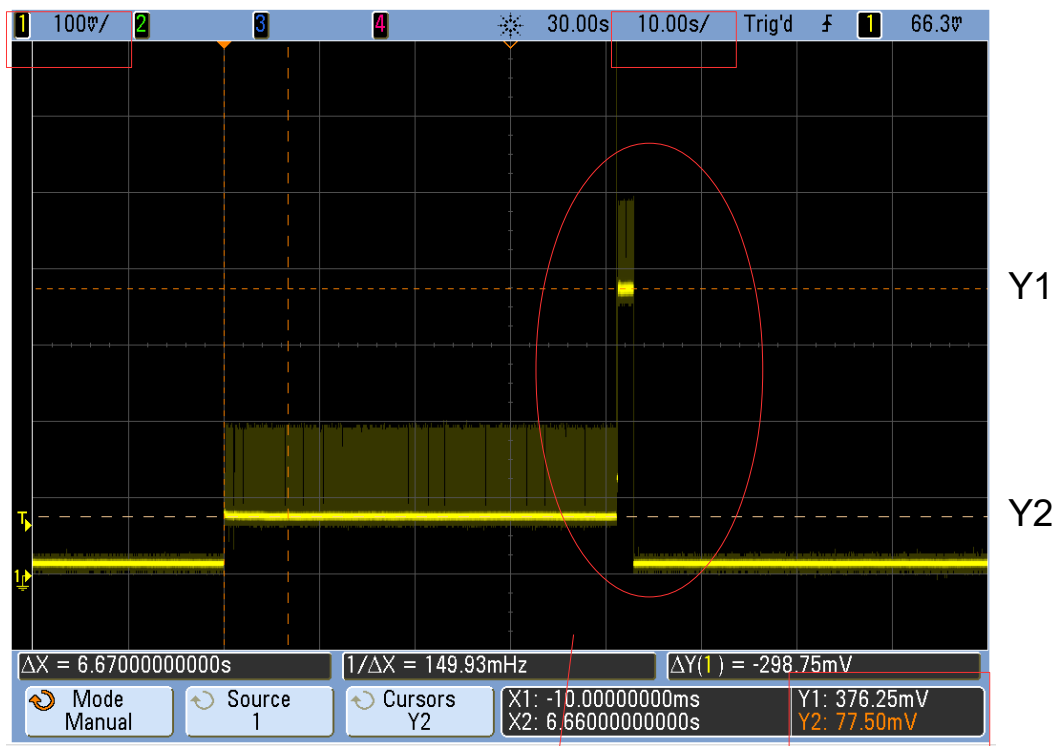 1 100mV/ 2 3 4 30.00s 10.00s/ Trig'd 1 66.3mV
Y1
T
Y2
1
ΔX = 6.67000000000s 1/ΔX = 149.93mHz ΔY(1) = -298.75mV
Mode Manual
Source 1
Cursors Y2
X1: -10.00000000ms
X2: 6.66000000000s
Y1: 376.25mV
Y2: 77.50mV